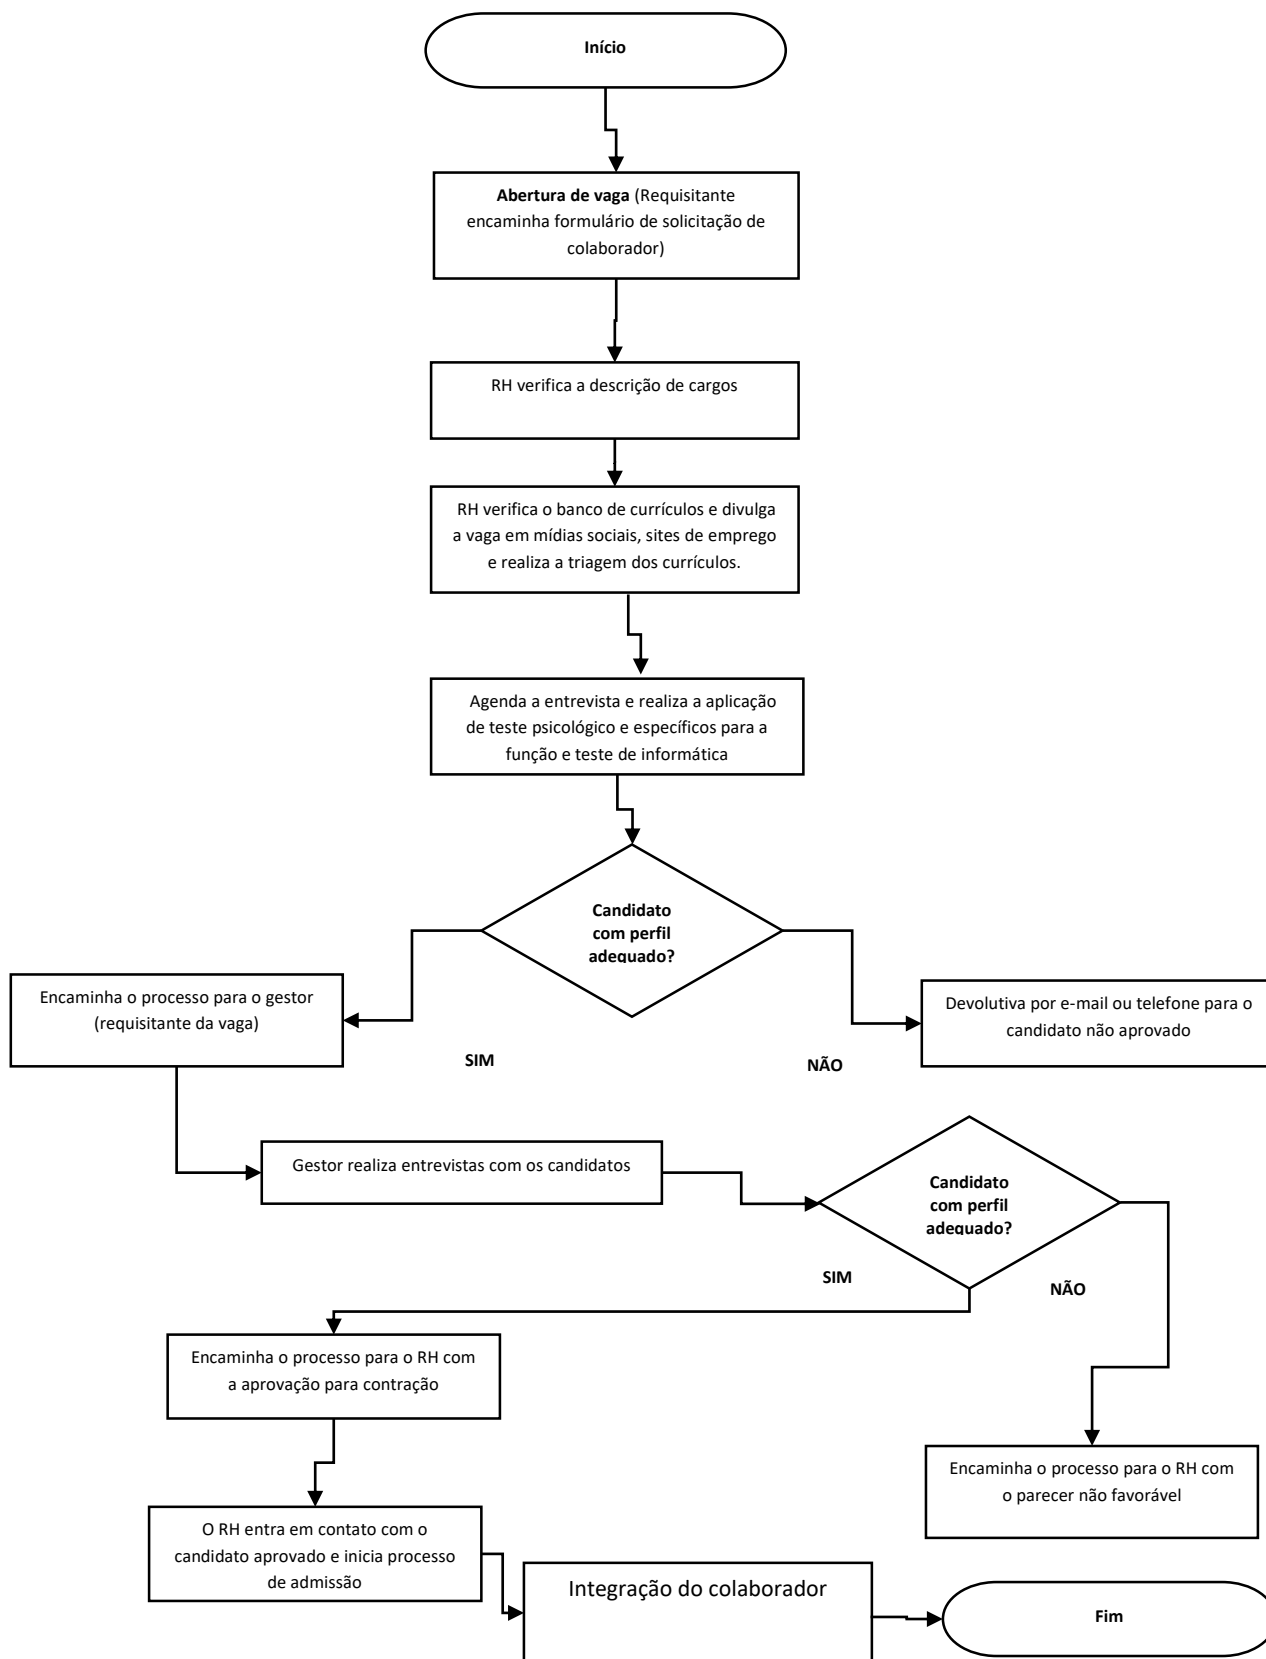 Início
Abertura de vaga (Requisitante
encaminha formulário de solicitação de
colaborador)
RH verifica a descrição de cargos
RH verifica o banco de currículos e divulga
a vaga em mídias sociais, sites de emprego
e realiza a triagem dos currículos.
Agenda a entrevista e realiza a aplicação
de teste psicológico e específicos para a
função e teste de informática
Candidato
com perfil
adequado?
Encaminha o processo para o gestor
(requisitante da vaga)
Devolutiva por e-mail ou telefone para o
candidato não aprovado
SIM
NÃO
Gestor realiza entrevistas com os candidatos
Candidato
com perfil
adequado?
SIM
NÃO
Encaminha o processo para o RH com
a aprovação para contração
Encaminha o processo para o RH com
o parecer não favorável
O RH entra em contato com o
candidato aprovado e inicia processo
de admissão
Integração do colaborador
Fim